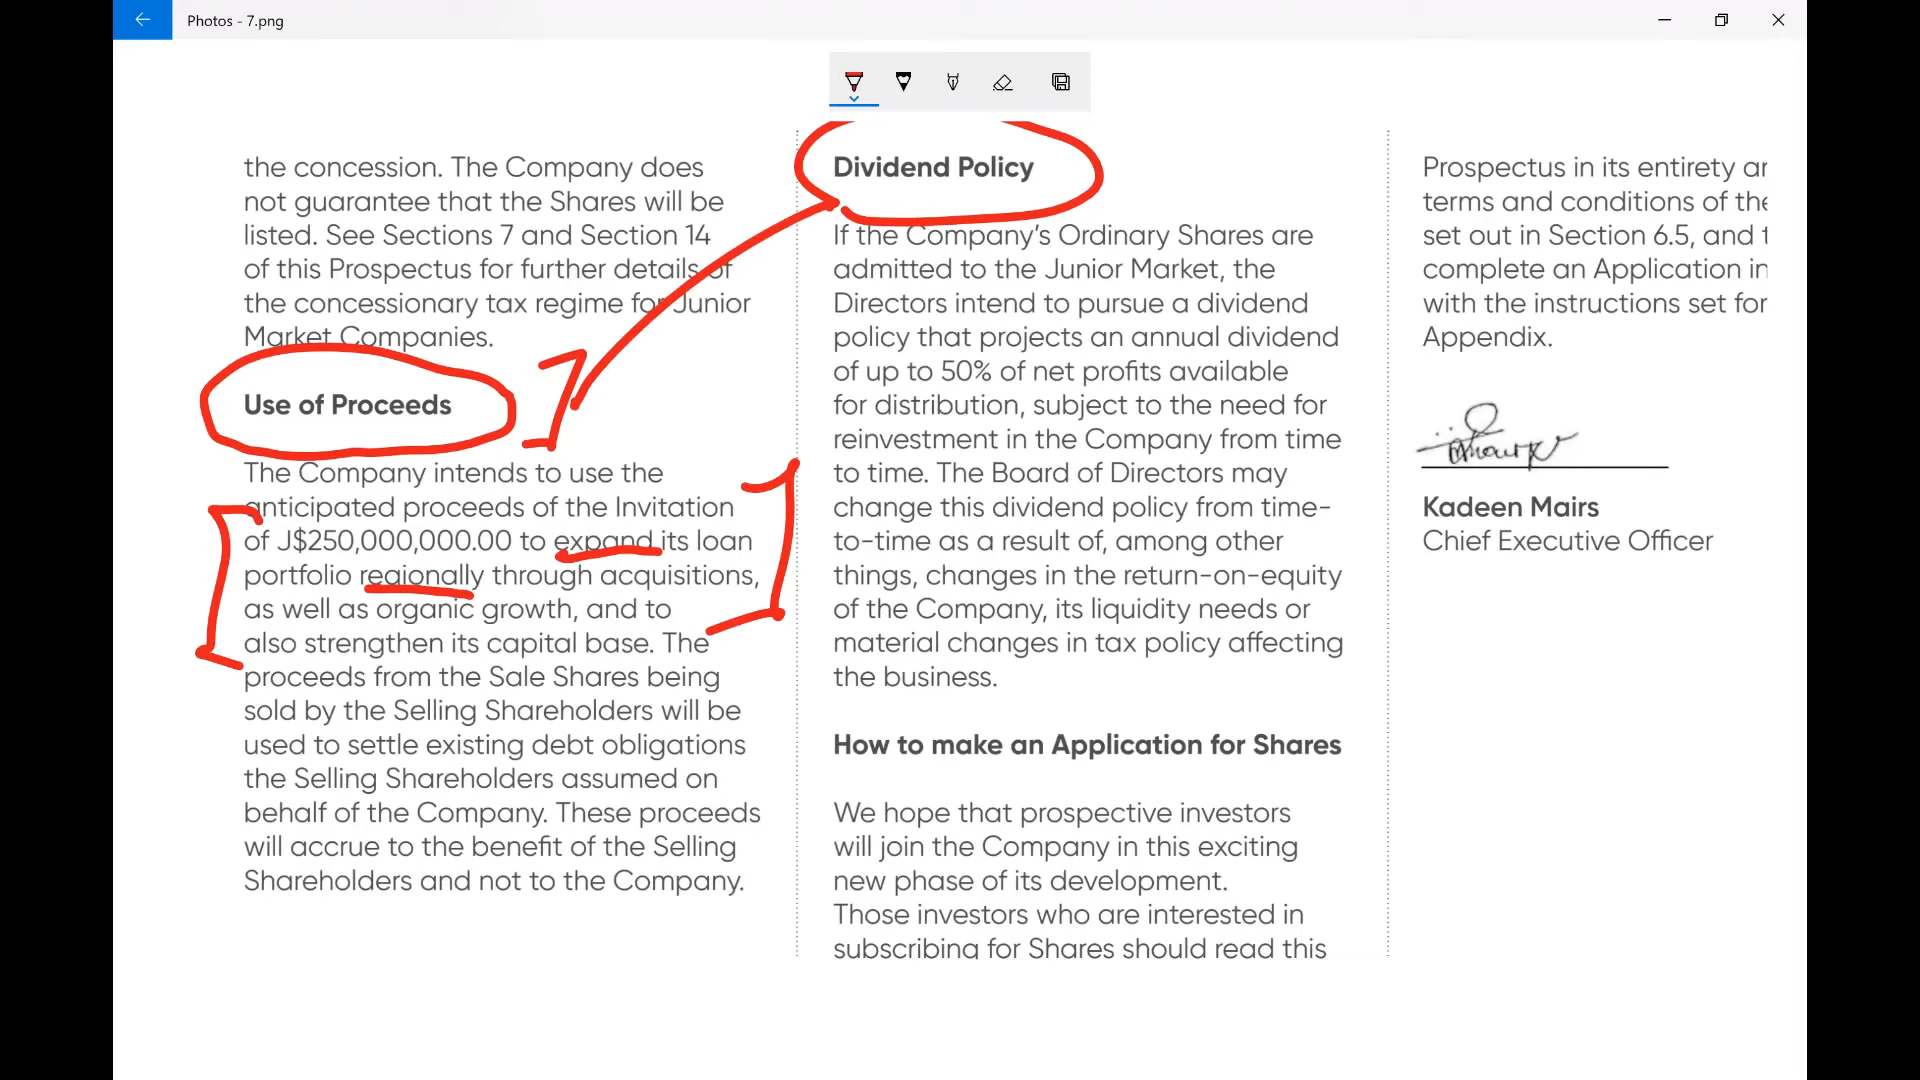 Photos - 7.png
the concession. The Company does
not guarantee that the Shares will be
listed. See Sections 7 and Section 14
of this Prospectus for further details of
the concessionary tax regime for Junior
Market Companies.
Use of Proceeds
The Company intends to use the
anticipated proceeds of the Invitation
of J$250,000,000.00 to expand its loan
portfolio regionally through acquisitions,
as well as organic growth, and to
also strengthen its capital base. The
proceeds from the Sale Shares being
sold by the Selling Shareholders will be
used to settle existing debt obligations
the Selling Shareholders assumed on
behalf of the Company. These proceeds
will accrue to the benefit of the Selling
Shareholders and not to the Company.
Dividend Policy
If the Company's Ordinary Shares are
admitted to the Junior Market, the
Directors intend to pursue a dividend
policy that projects an annual dividend
of up to 50% of net profits available
for distribution, subject to the need for
reinvestment in the Company from time
to time. The Board of Directors may
change this dividend policy from time-
to-time as a result of, among other
things, changes in the return-on-equity
of the Company, its liquidity needs or
material changes in tax policy affecting
the business.
How to make an Application for Shares
We hope that prospective investors
will join the Company in this exciting
new phase of its development.
Those investors who are interested in
subscribing for Shares should read this
Prospectus in its entirety
terms and conditions of the
set out in Section 6.5, and
complete an Application in
with the instructions set for
Appendix.
Kadeen Mairs
Chief Executive Officer